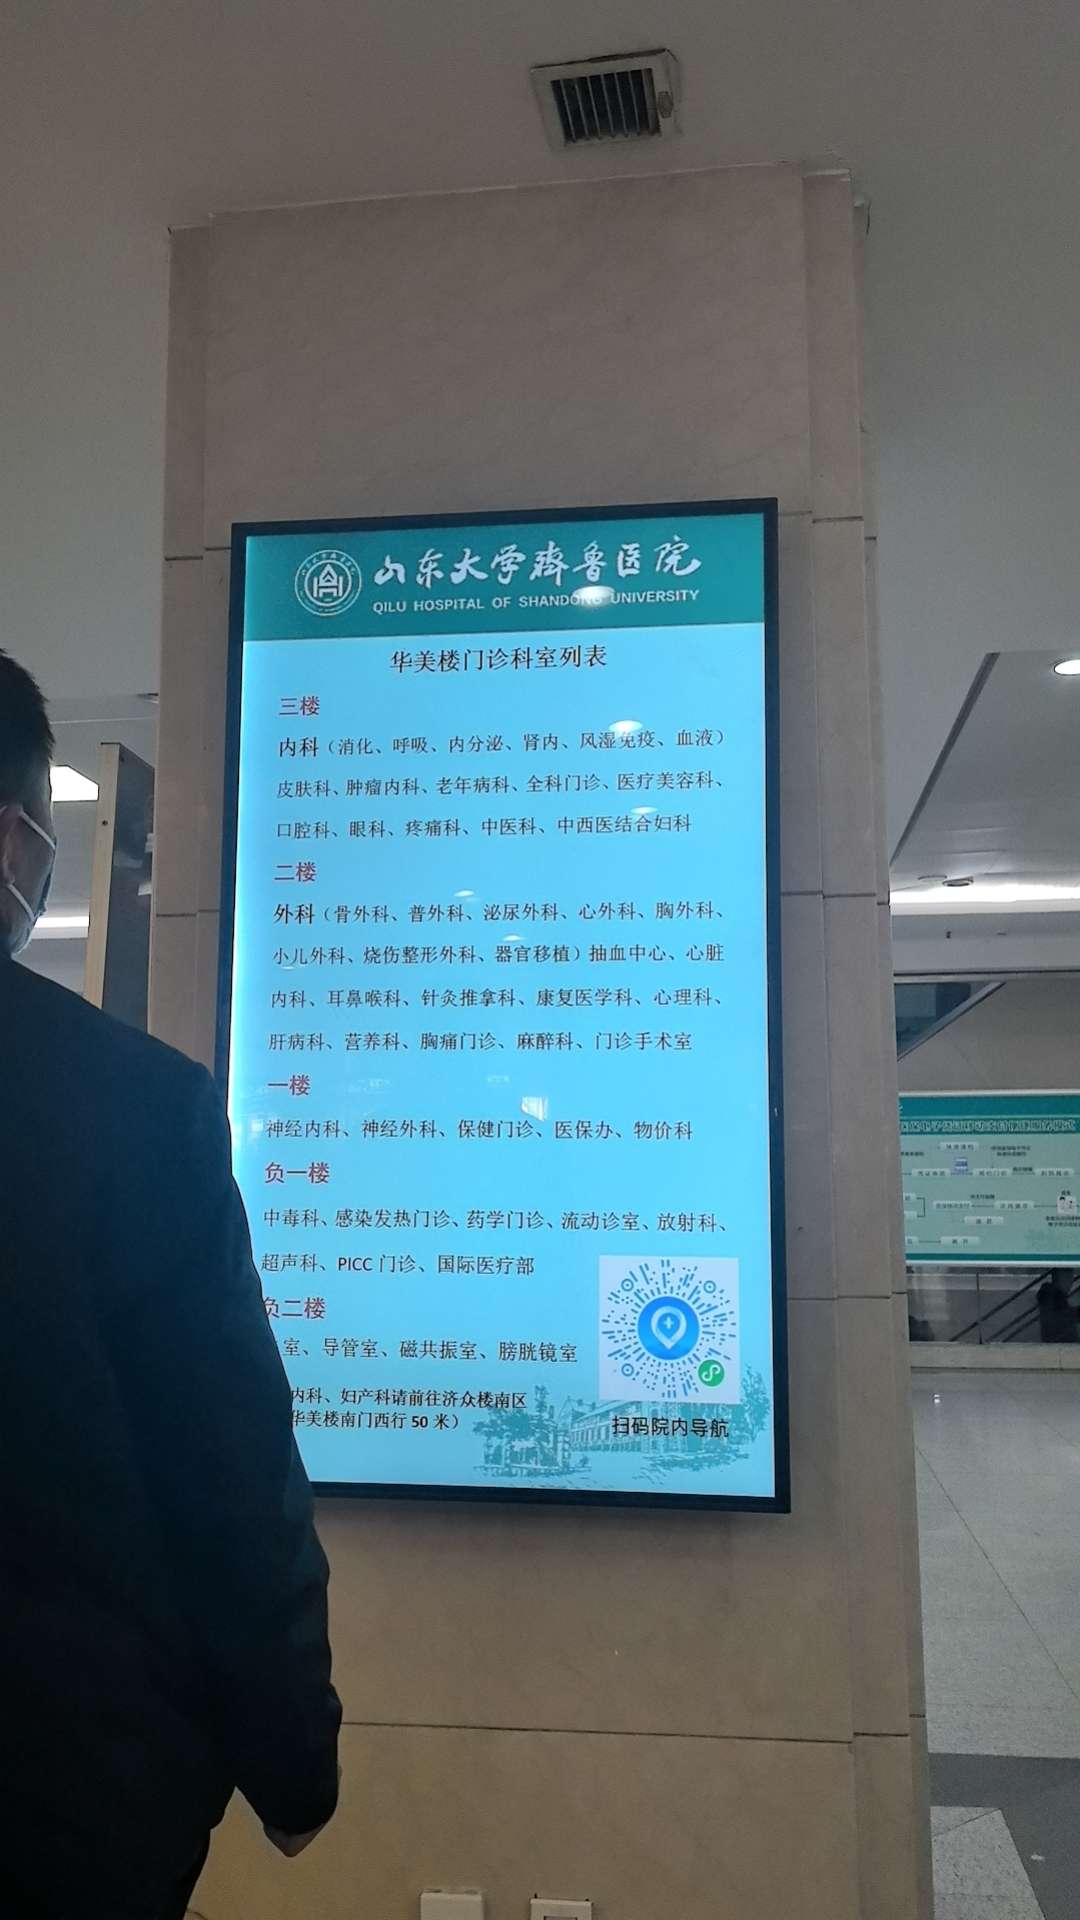 山东大学齐鲁医院
QILU HOSPITAL OF SHANDONG UNIVERSITY
华美楼门诊科室列表
三楼
内科（消化、呼吸、内分泌、肾内、风湿免疫、血液）
皮肤科、肿瘤内科、老年病科、全科门诊、医疗美容科、
口腔科、眼科、疼痛科、中医科、中西医结合妇科
二楼
外科（骨外科、普外科、泌尿外科、心外科、胸外科、
小儿外科、烧伤整形外科、器官移植）抽血中心、心脏
内科、耳鼻喉科、针灸推拿科、康复医学科、心理科、
肝病科、营养科、胸痛门诊、麻醉科、门诊手术室
一楼
神经内科、神经外科、保健门诊、医保办、物价科
负一楼
中毒科、感染发热门诊、药学门诊、流动诊室、放射科、
超声科、PICC 门诊、国际医疗部
负二楼
室、导管室、磁共振室、膀胱镜室
内科、妇产科请前往济众楼南区
华美楼南门西行 50 米）
扫码院内导航